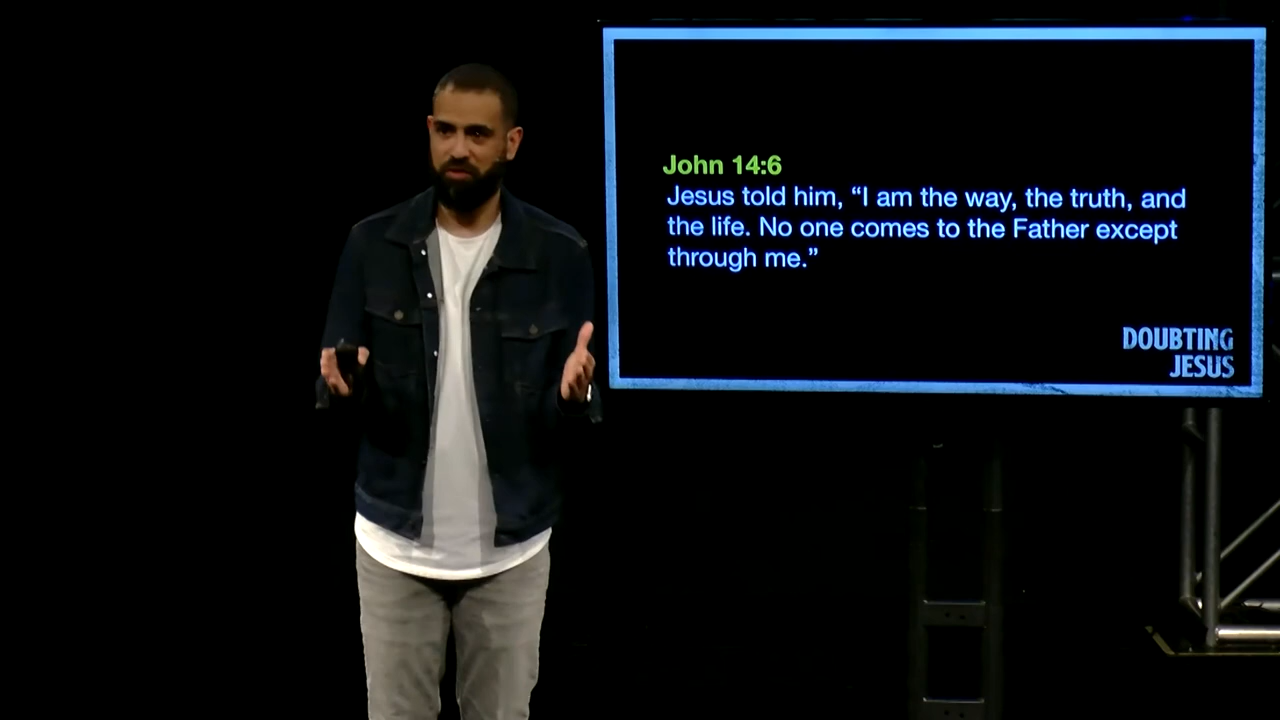 John 14:6
Jesus told him, “I am the way, the truth, and
the life. No one comes to the Father except
through me.”
DOUBTING
JESUS